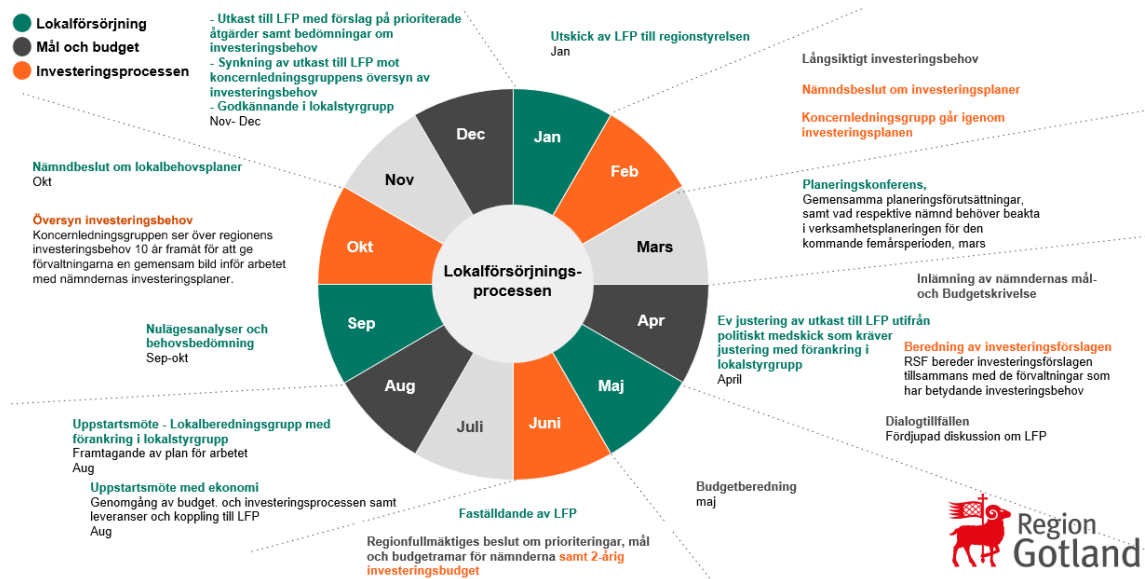 Lokalförsörjning
Mål och budget
Investeringsprocessen
- Utkast till LFP med förslag på prioriterade
åtgärder samt bedömningar om
investeringsbehov
- Synkning av utkast till LFP mot
koncernledningsgruppens översyn av
investeringsbehov
- Godkännande i lokalstyrgrupp
Nov- Dec
Utskick av LFP till regionstyrelsen
Jan
Långsiktigt investeringsbehov
Nämndsbeslut om investeringsplaner
Koncernledningsgrupp går igenom
investeringsplanen
Planeringskonferens,
Gemensamma planeringsförutsättningar,
samt vad respektive nämnd behöver beakta
i verksamhetsplaneringen för den
kommande femårsperioden, mars
Inlämning av nämndernas mål-
och Budgetskrivelse
Ev justering av utkast till LFP utifrån
politiskt medskick som kräver
justering med förankring i
lokalstyrgrupp
April
Beredning av investeringsförslagen
RSF bereder investeringsförslagen
tillsammans med de förvaltningar som
har betydande investeringsbehov
Dialogtillfällen
Fördjupad diskussion om LFP
Budgetberedning
maj
Faställdande av LFP
Regionfullmäktiges beslut om prioriteringar, mål
och budgetramar för nämnderna samt 2-årig
investeringsbudget
Uppstartsmöte - Lokalberedningsgrupp med
förankring i lokalstyrgrupp
Framtagande av plan för arbetet
Aug
Uppstartsmöte med ekonomi
Genomgång av budget. och investeringsprocessen samt
leveranser och koppling till LFP
Aug
Nulägesanalyser och
behovsbedömning
Sep-okt
Nämndbeslut om lokalbehovsplaner
Okt
Översyn investeringsbehov
Koncernledningsgruppen ser över regionens
investeringsbehov 10 år framåt för att ge
förvaltningarna en gemensam bild inför arbetet
med nämndernas investeringsplaner.
Jan
Feb
Mars
Apr
Maj
Juni
Juli
Aug
Sep
Okt
Nov
Dec
Lokalförsörjnings-
processen
Region
Gotland